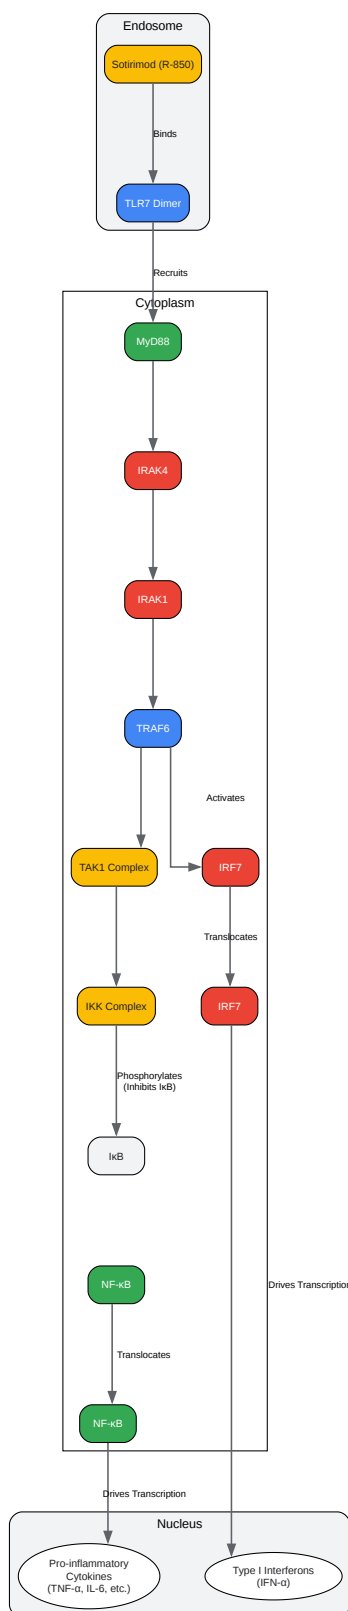 Endosome
Sotirimod (R-850)
Binds
TLR7 Dimer
Recruits
Cytoplasm
MyD88
IRAK4
IRAK1
TRAF6
Activates
TAK1 Complex
IRF7
Translocates
IKK Complex
IRF7
Phosphorylates
(Inhibits IκB)
IκB
NF-κB
Drives Transcription
Translocates
NF-κB
Drives Transcription
Nucleus
Pro-inflammatory
Cytokines
(TNF-α, IL-6, etc.)
Type I Interferons
(IFN-α)